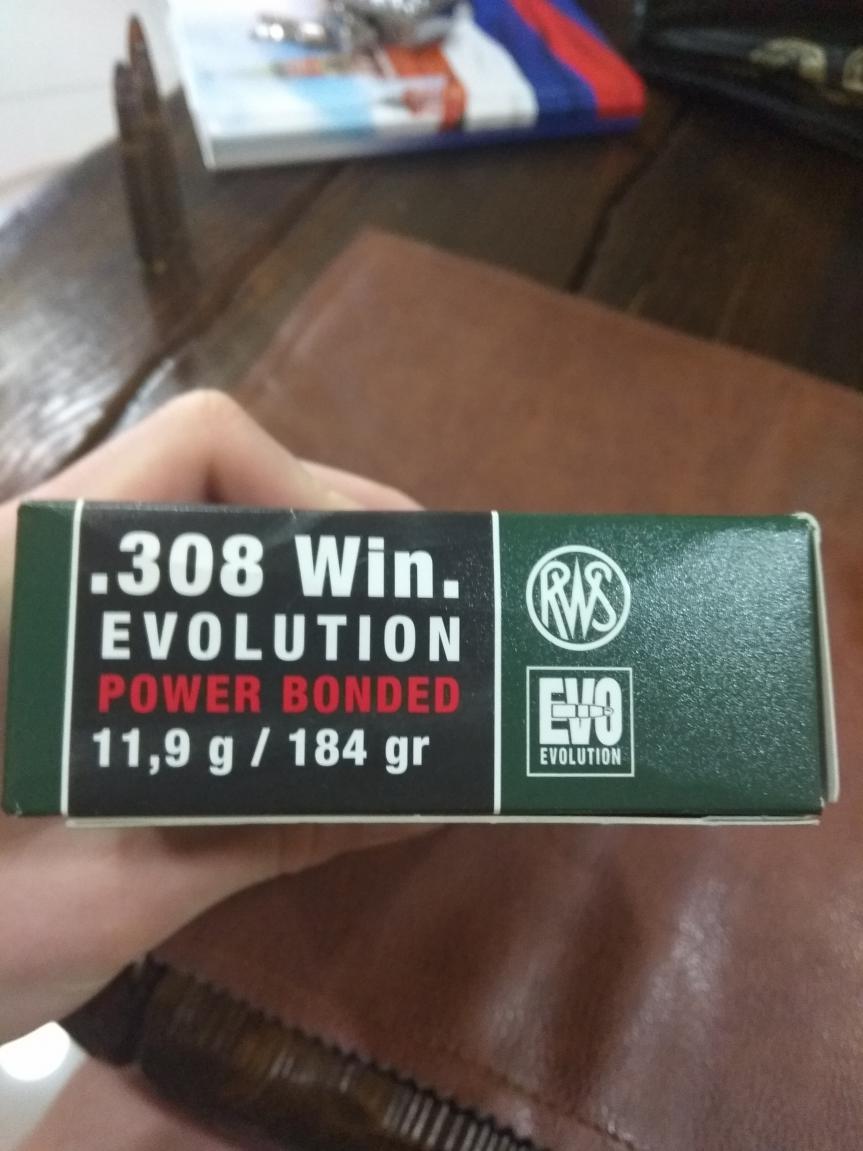 .308 Win.
EVOLUTION
POWER BONDED
11,9 g / 184 gr
RWS
EVO
EVOLUTION